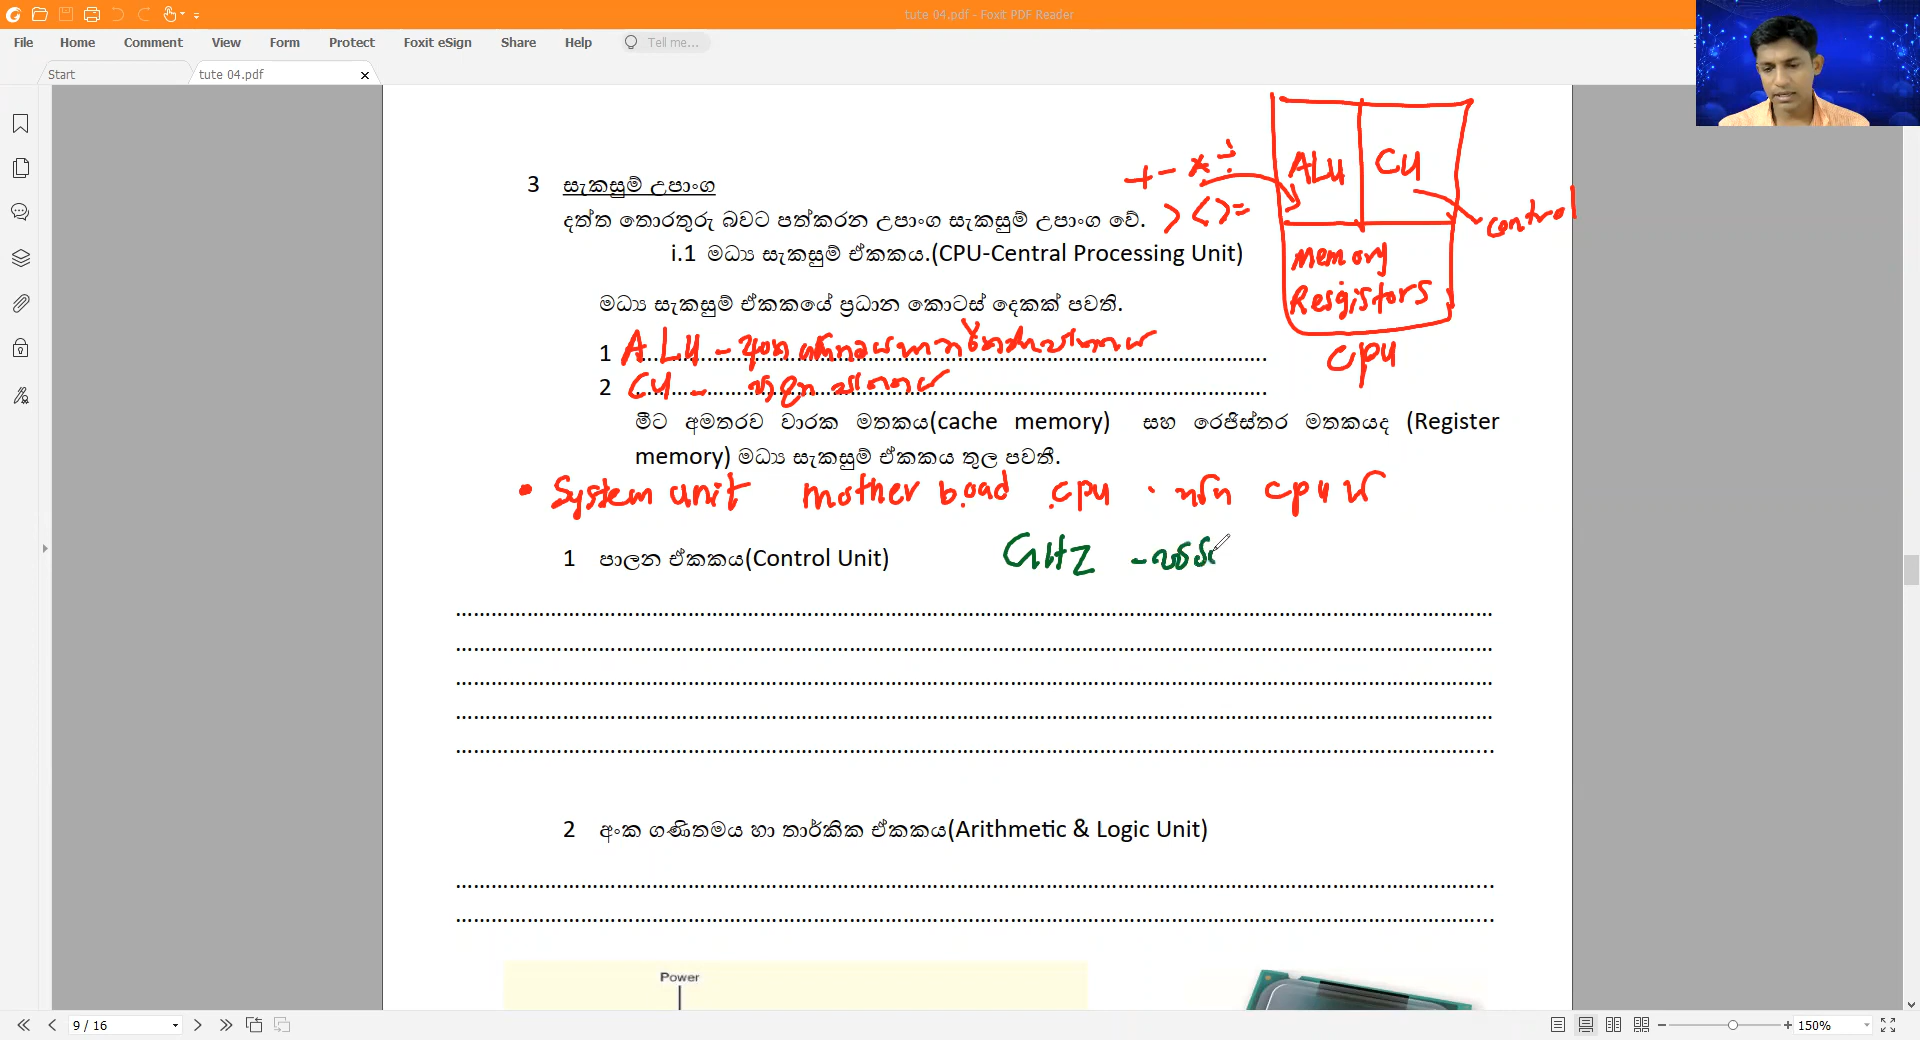 tute 04.pdf - Foxit PDF Reader
File Home Comment View Form Protect Foxit eSign Share Help Tell me...
Start tute 04.pdf
3 සැකසුම් උපාංග
දත්ත තොරතුරු බවට පත්කරන උපාංග සැකසුම් උපාංග වේ.
i.1 මධ්‍ය සැකසුම් ඒකකය.(CPU-Central Processing Unit)
+ - * ÷
> < > =
ALU CU
control
memory
Resgistors
cpu
මධ්‍ය සැකසුම් ඒකකයේ ප්‍රධාන කොටස් දෙකක් පවතී.
1 ALU -
2 CU - පාලන ඒකකය
මීට අමතරව වාරක මතකය(cache memory) සහ රෙජිස්තර මතකයද (Register
memory) මධ්‍ය සැකසුම් ඒකකය තුල පවතී.
• System unit mother boad cpu
1 පාලන ඒකකය(Control Unit) GHZ -
2 අංක ගණිතමය හා තාර්කික ඒකකය(Arithmetic & Logic Unit)
Power
9 / 16 150%